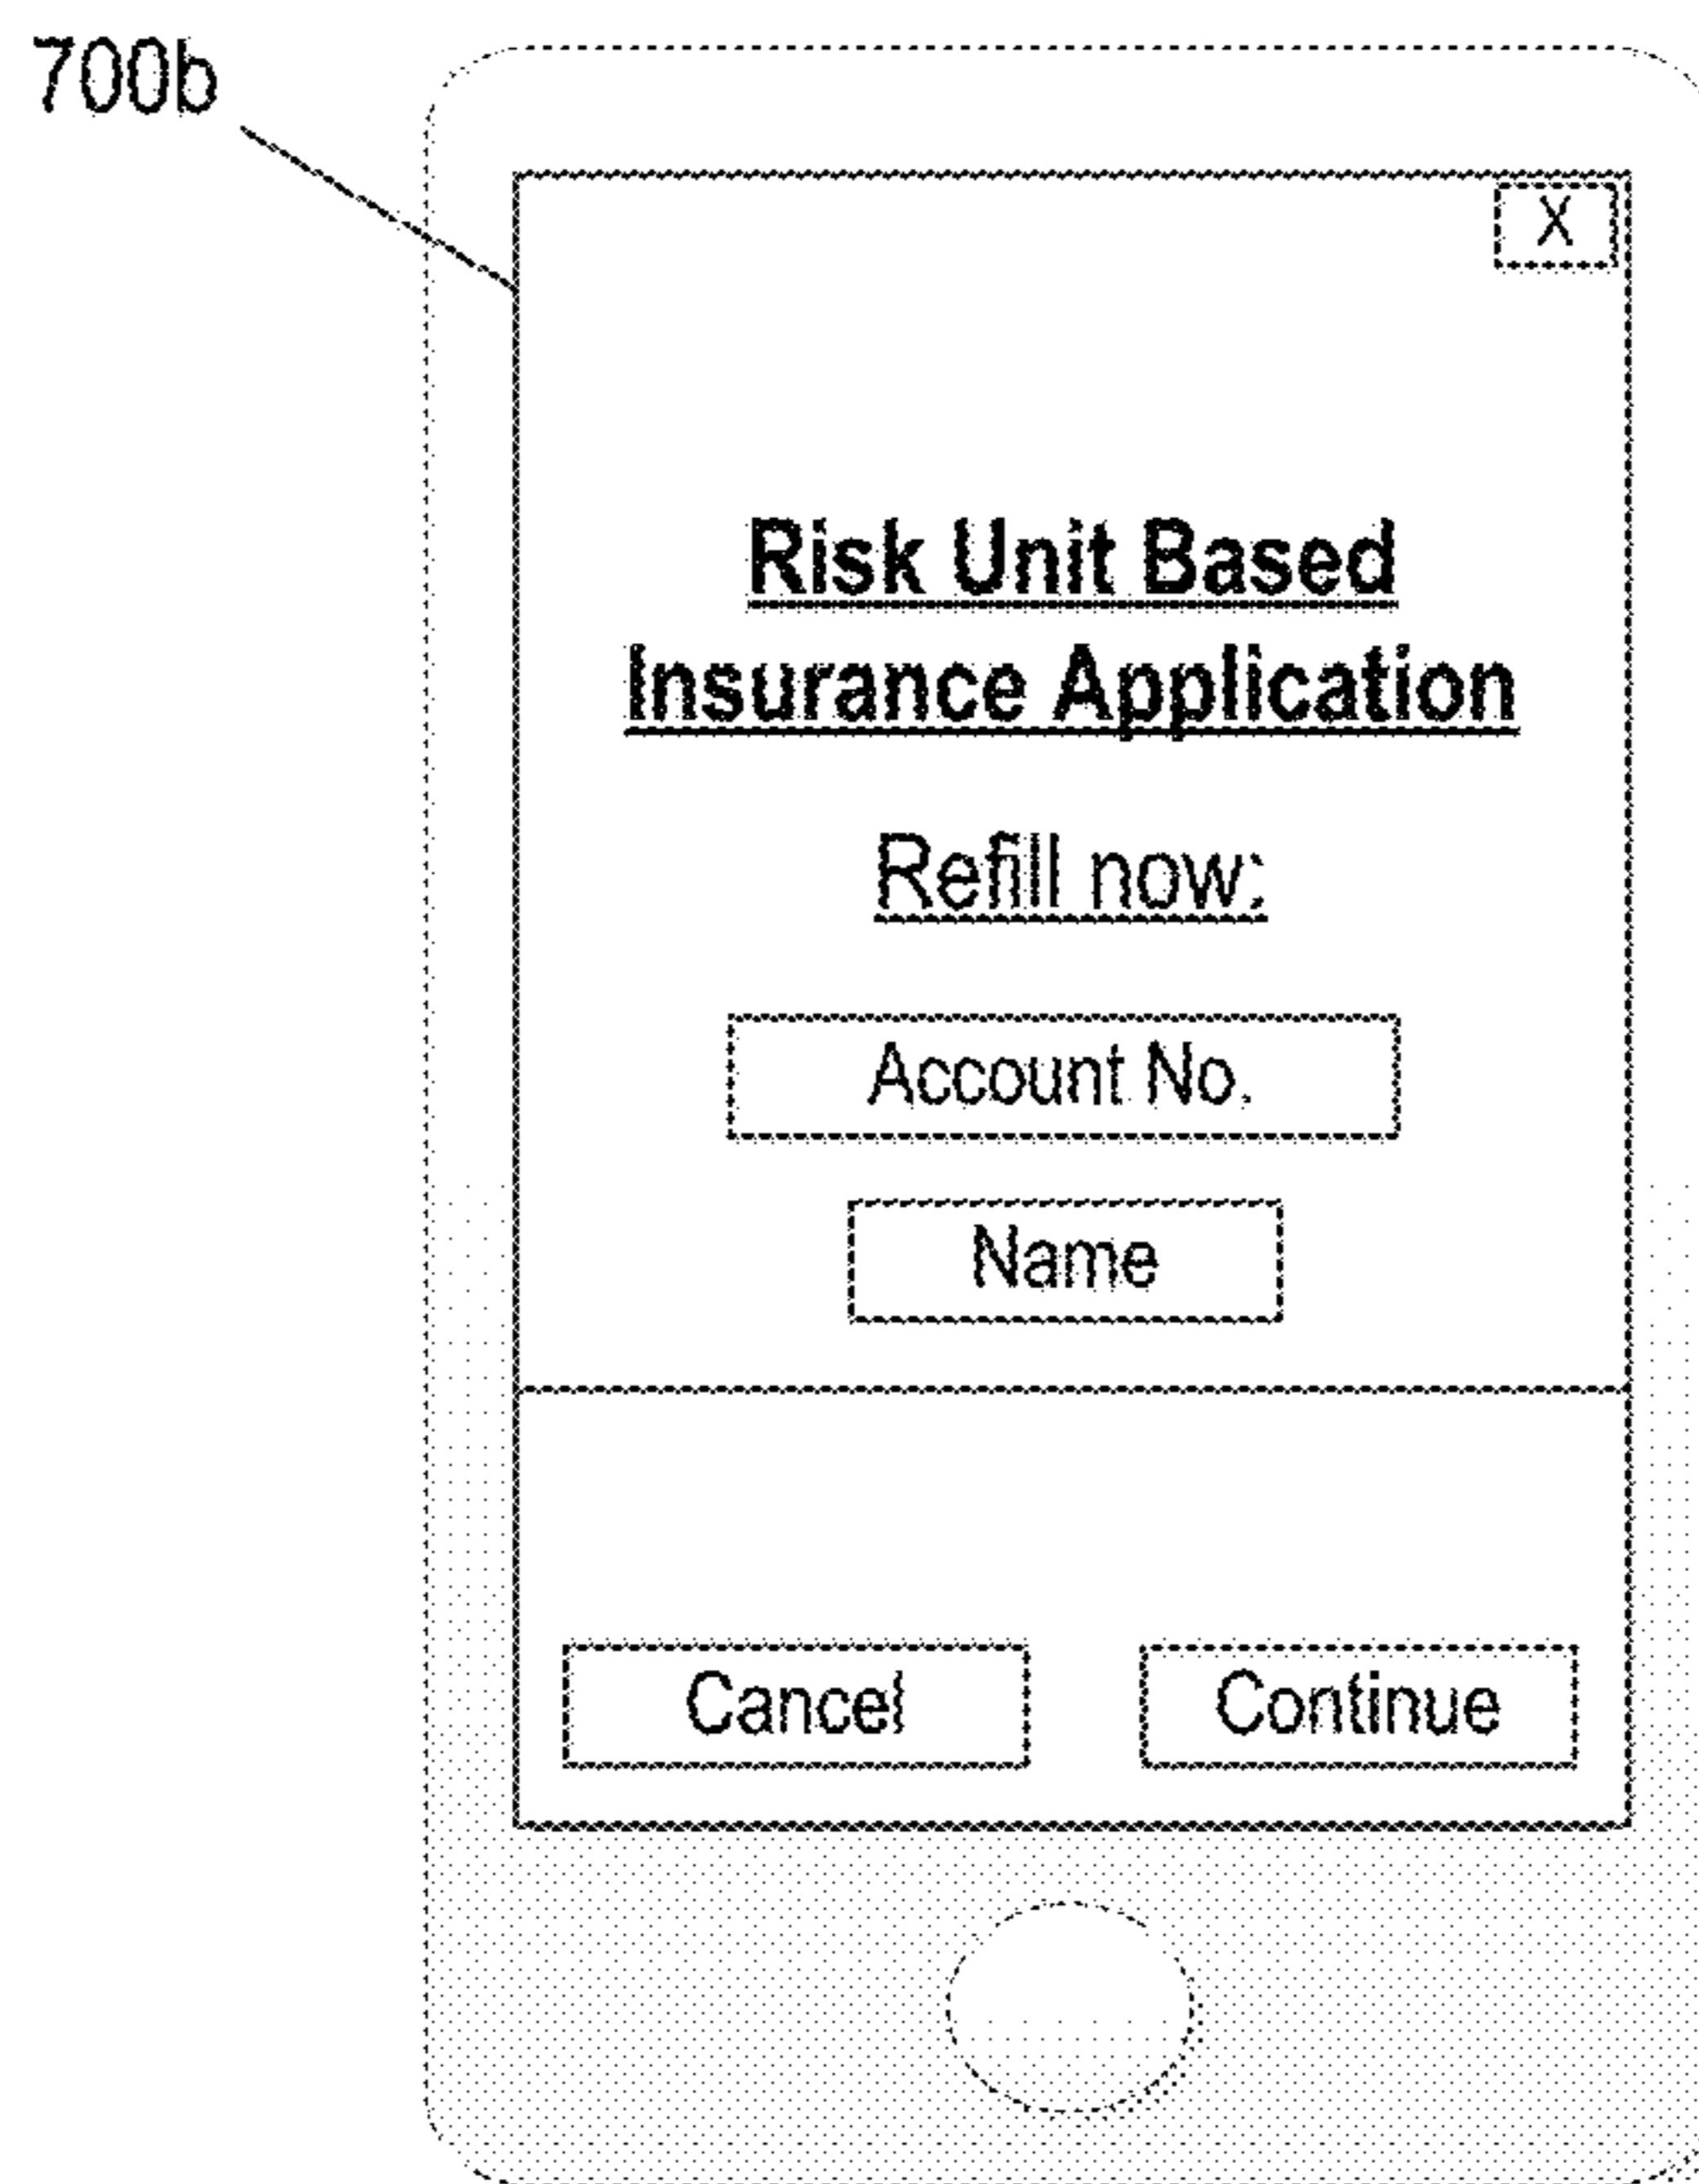 700b
X
Risk Unit Based
Insurance Application
Refill now:
Account No.
Name
Cancel Continue